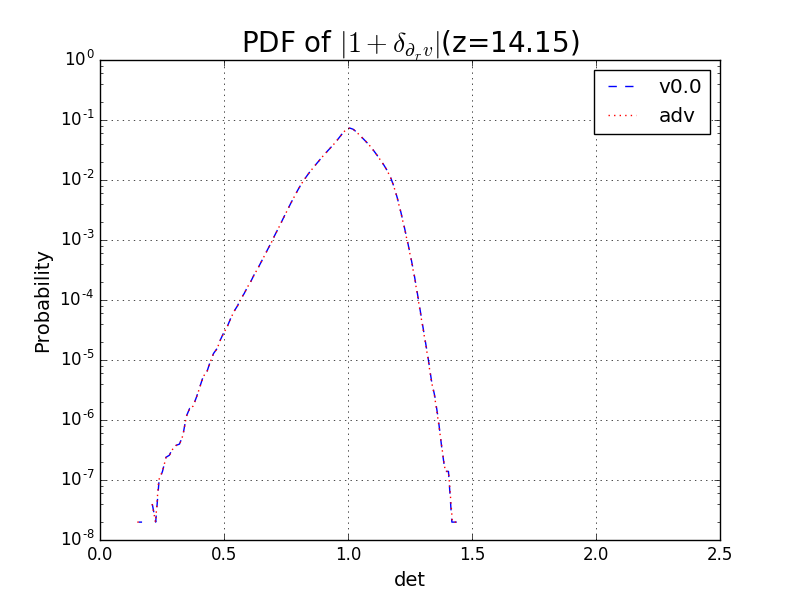 PDF of $|1 + \delta_{\partial_r v}|$(z=14.15)
10^0
10^-1
10^-2
10^-3
10^-4
10^-5
10^-6
10^-7
10^-8
Probability
v0.0
adv
0.0 0.5 1.0 1.5 2.0 2.5
det